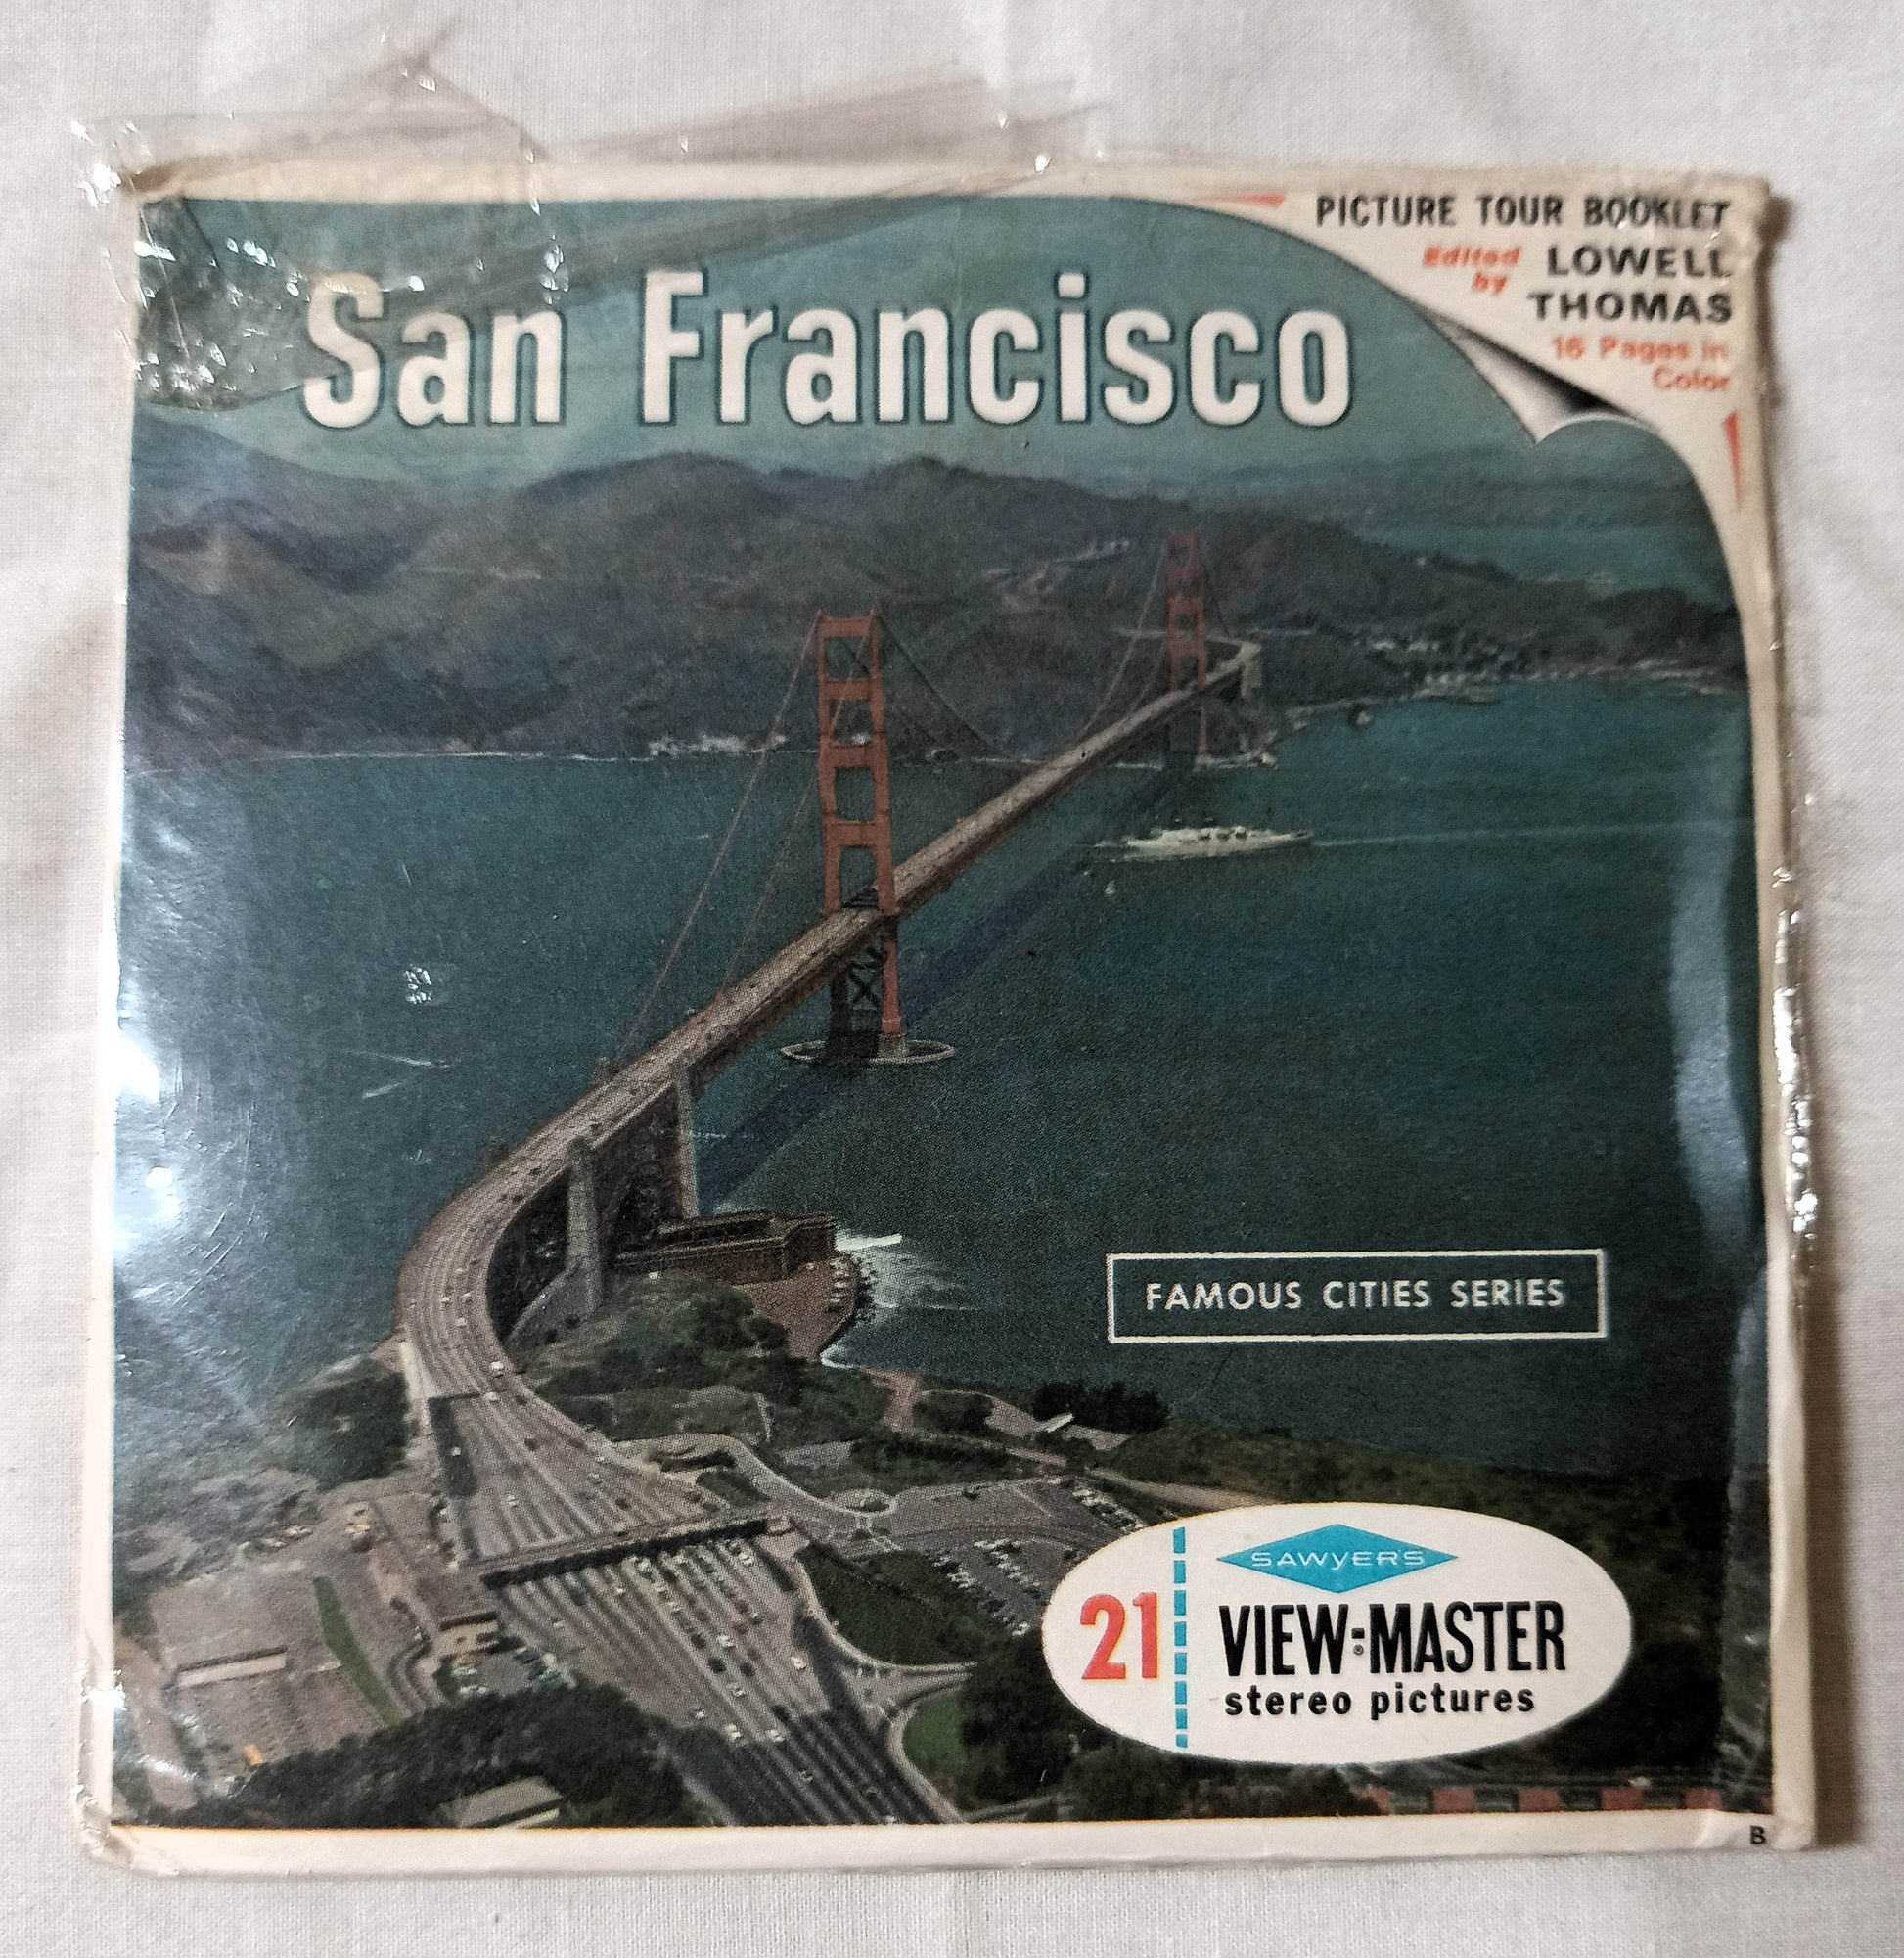 PICTURE TOUR BOOKLET
Edited by LOWELL THOMAS
16 Pages in
Color
San Francisco
FAMOUS CITIES SERIES
SAWYER'S
21 VIEW-MASTER
stereo pictures
B